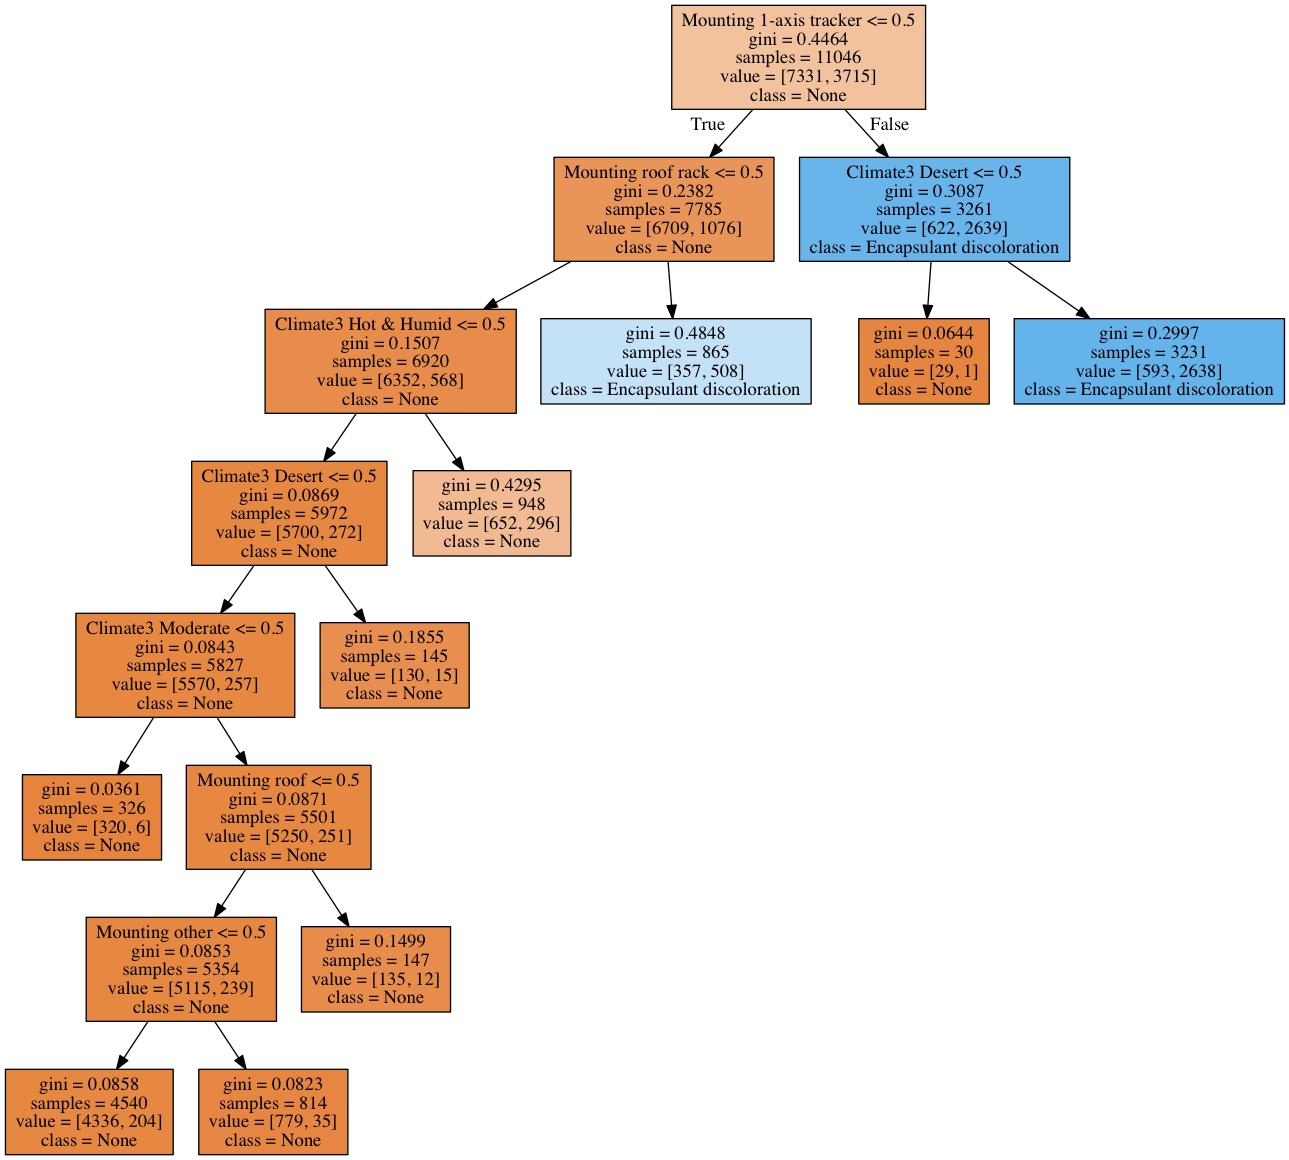 Mounting 1-axis tracker <= 0.5
gini = 0.4464
samples = 11046
value = [7331, 3715]
class = None
True
False
Mounting roof rack <= 0.5
gini = 0.2382
samples = 7785
value = [6709, 1076]
class = None
Climate3 Desert <= 0.5
gini = 0.3087
samples = 3261
value = [622, 2639]
class = Encapsulant discoloration
Climate3 Hot & Humid <= 0.5
gini = 0.1507
samples = 6920
value = [6352, 568]
class = None
gini = 0.4848
samples = 865
value = [357, 508]
class = Encapsulant discoloration
gini = 0.0644
samples = 30
value = [29, 1]
class = None
gini = 0.2997
samples = 3231
value = [593, 2638]
class = Encapsulant discoloration
Climate3 Desert <= 0.5
gini = 0.0869
samples = 5972
value = [5700, 272]
class = None
gini = 0.4295
samples = 948
value = [652, 296]
class = None
Climate3 Moderate <= 0.5
gini = 0.0843
samples = 5827
value = [5570, 257]
class = None
gini = 0.1855
samples = 145
value = [130, 15]
class = None
gini = 0.0361
samples = 326
value = [320, 6]
class = None
Mounting roof <= 0.5
gini = 0.0871
samples = 5501
value = [5250, 251]
class = None
Mounting other <= 0.5
gini = 0.0853
samples = 5354
value = [5115, 239]
class = None
gini = 0.1499
samples = 147
value = [135, 12]
class = None
gini = 0.0858
samples = 4540
value = [4336, 204]
class = None
gini = 0.0823
samples = 814
value = [779, 35]
class = None